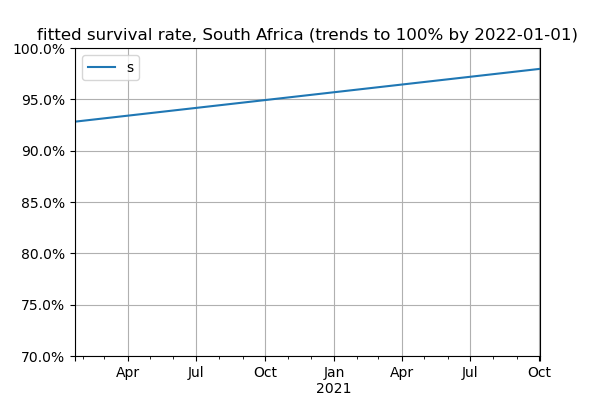 fitted survival rate, South Africa (trends to 100% by 2022-01-01)
100.0%
s
95.0%
90.0%
85.0%
80.0%
75.0%
70.0%
Apr Jul Oct Jan Apr Jul Oct
2021